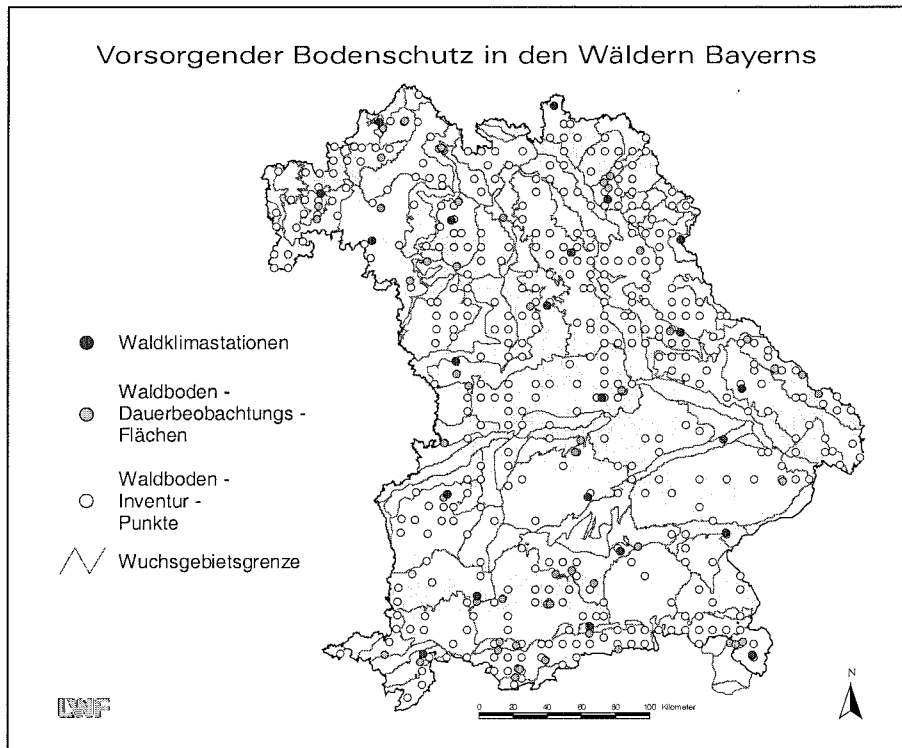 Vorsorgender Bodenschutz in den Wäldern Bayerns
Waldklimastationen
Waldboden -
Dauerbeobachtungs -
Flächen
Waldboden -
Inventur -
Punkte
Wuchsgebietsgrenze
LWF
0 20 40 60 80 100 Kilometer
N